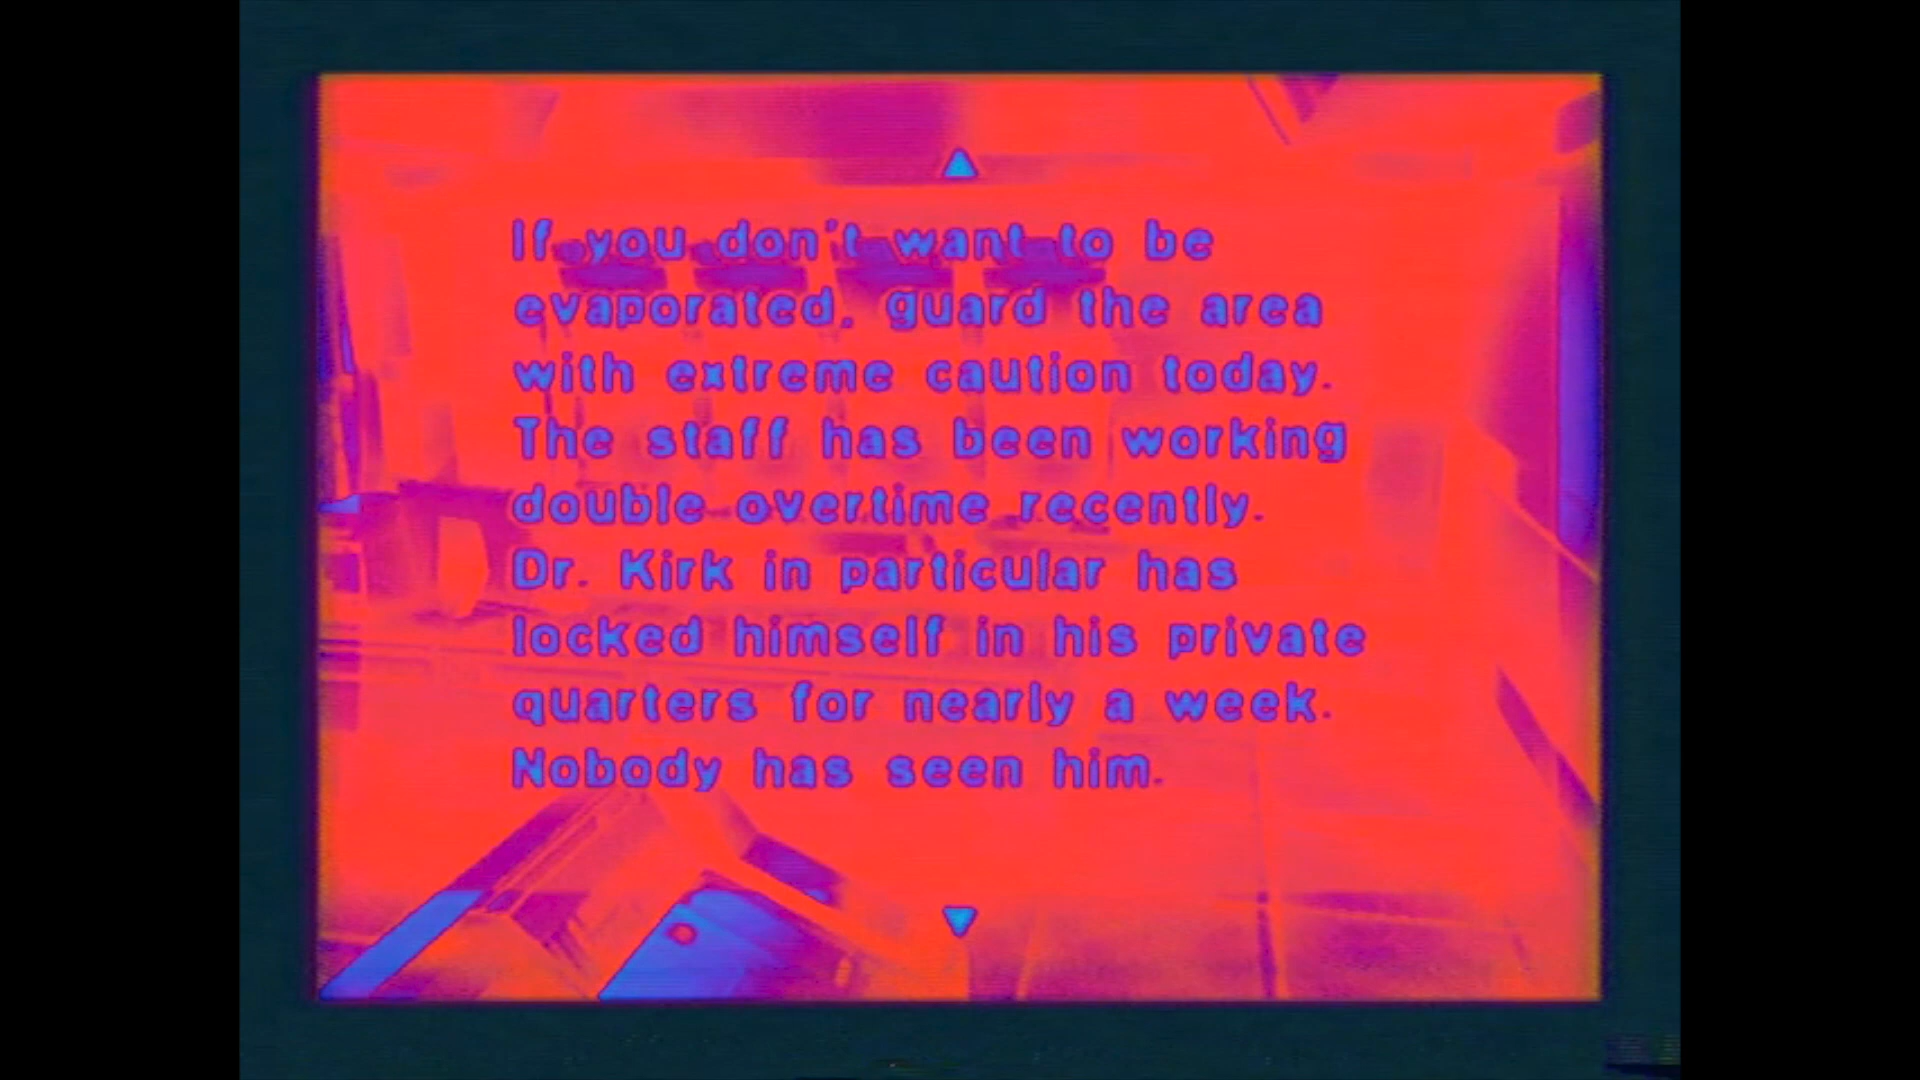 If you don't want to be
evaporated, guard the area
with extreme caution today.
The staff has been working
double overtime recently.
Dr. Kirk in particular has
locked himself in his private
quarters for nearly a week.
Nobody has seen him.